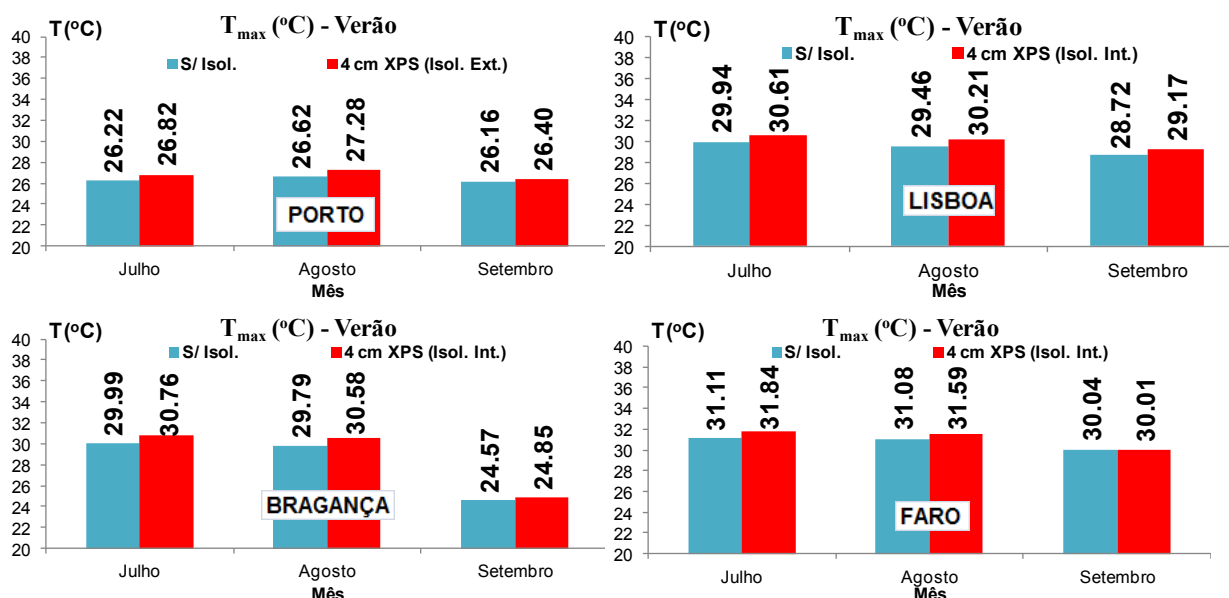 T(ºC)
T_max (ºC) - Verão
S/ Isol.
4 cm XPS (Isol. Ext.)
40
38
36
34
32
30
28
26
24
22
20
26.22
26.82
26.62
27.28
26.16
26.40
PORTO
Julho
Agosto
Setembro
Mês
T(ºC)
T_max (ºC) - Verão
S/ Isol.
4 cm XPS (Isol. Int.)
40
38
36
34
32
30
28
26
24
22
20
29.94
30.61
29.46
30.21
28.72
29.17
LISBOA
Julho
Agosto
Setembro
Mês
T(ºC)
T_max (ºC) - Verão
S/ Isol.
4 cm XPS (Isol. Int.)
40
38
36
34
32
30
28
26
24
22
20
29.99
30.76
29.79
30.58
24.57
24.85
BRAGANÇA
Julho
Agosto
Setembro
Mês
T(ºC)
T_max (ºC) - Verão
S/ Isol.
4 cm XPS (Isol. Int.)
40
38
36
34
32
30
28
26
24
22
20
31.11
31.84
31.08
31.59
30.04
30.01
FARO
Julho
Agosto
Setembro
Mês